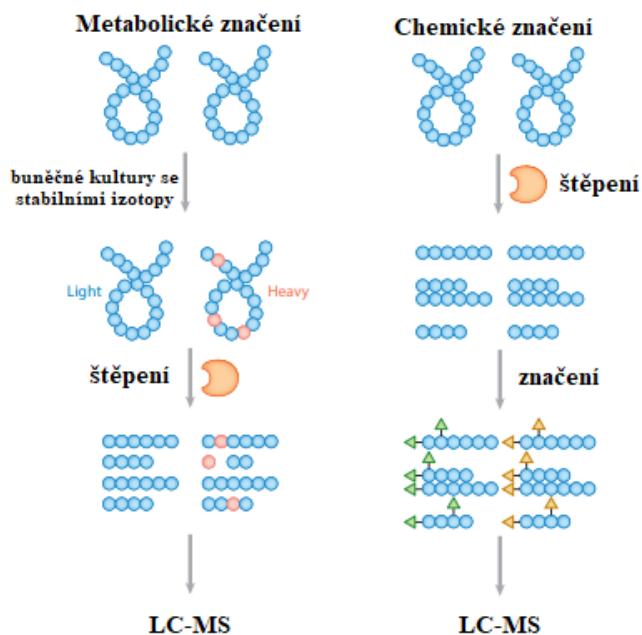 Metabolické značení
buněčné kultury se
stabilními izotopy
Light
Heavy
štěpení
LC-MS
Chemické značení
štěpení
značení
LC-MS